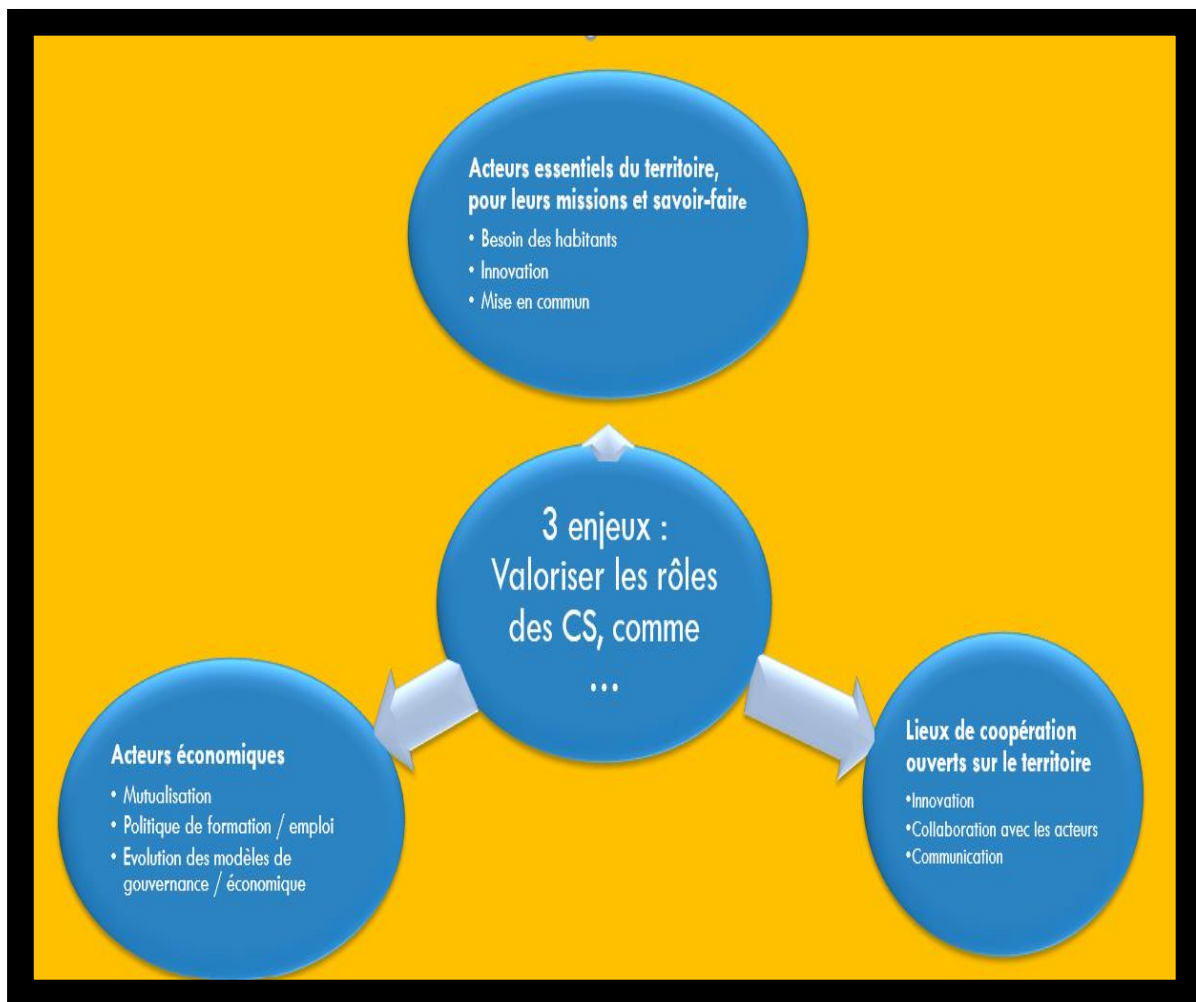 Acteurs essentiels du territoire,
pour leurs missions et savoir-faire
• Besoin des habitants
• Innovation
• Mise en commun
3 enjeux :
Valoriser les rôles
des CS, comme
...
Acteurs économiques
• Mutualisation
• Politique de formation / emploi
• Evolution des modèles de
gouvernance / économique
Lieux de coopération
ouverts sur le territoire
•Innovation
•Collaboration avec les acteurs
•Communication